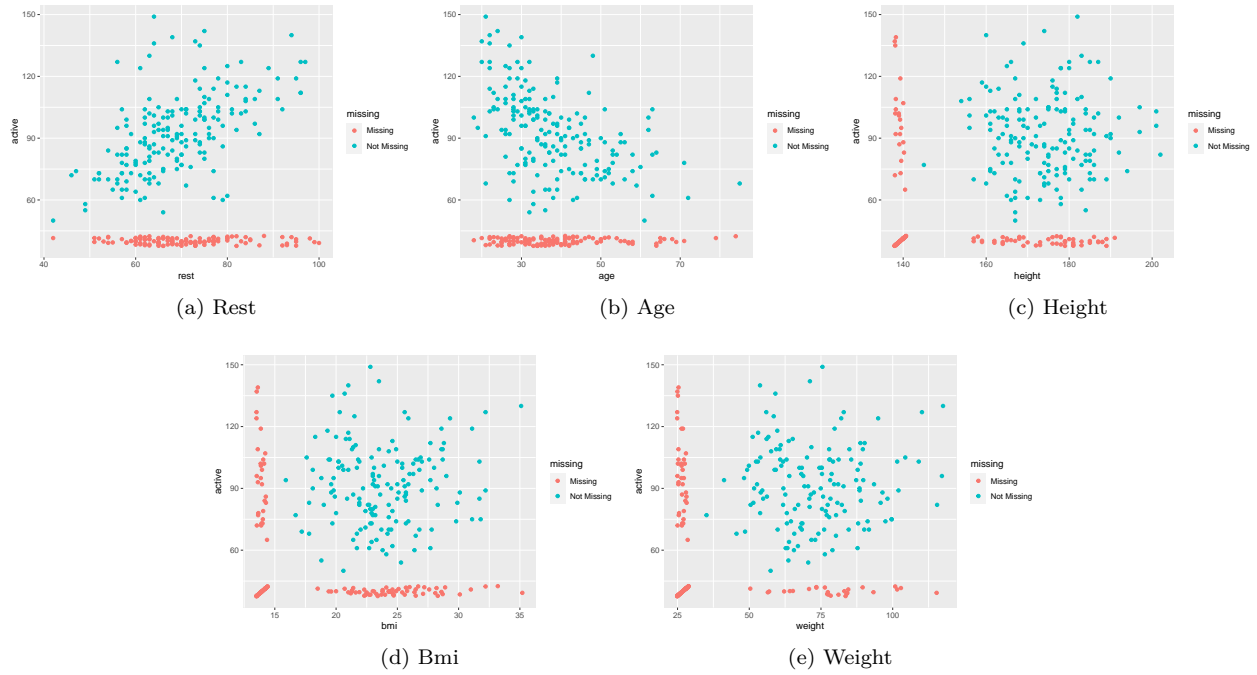 150
120
90
60
active
40
60
80
100
rest
missing
Missing
Not Missing
(a) Rest
150
120
90
60
active
30
50
70
age
missing
Missing
Not Missing
(b) Age
150
120
90
60
active
140
160
180
200
height
missing
Missing
Not Missing
(c) Height
150
120
90
60
active
15
20
25
30
35
bmi
missing
Missing
Not Missing
(d) Bmi
150
120
90
60
active
25
50
75
100
weight
missing
Missing
Not Missing
(e) Weight